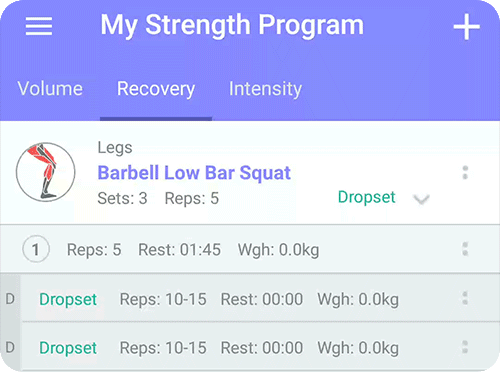 My Strength Program
Volume Recovery Intensity
Legs
Barbell Low Bar Squat
Sets: 3 Reps: 5 Dropset
1 Reps: 5 Rest: 01:45 Wgh: 0.0kg
D Dropset Reps: 10-15 Rest: 00:00 Wgh: 0.0kg
D Dropset Reps: 10-15 Rest: 00:00 Wgh: 0.0kg